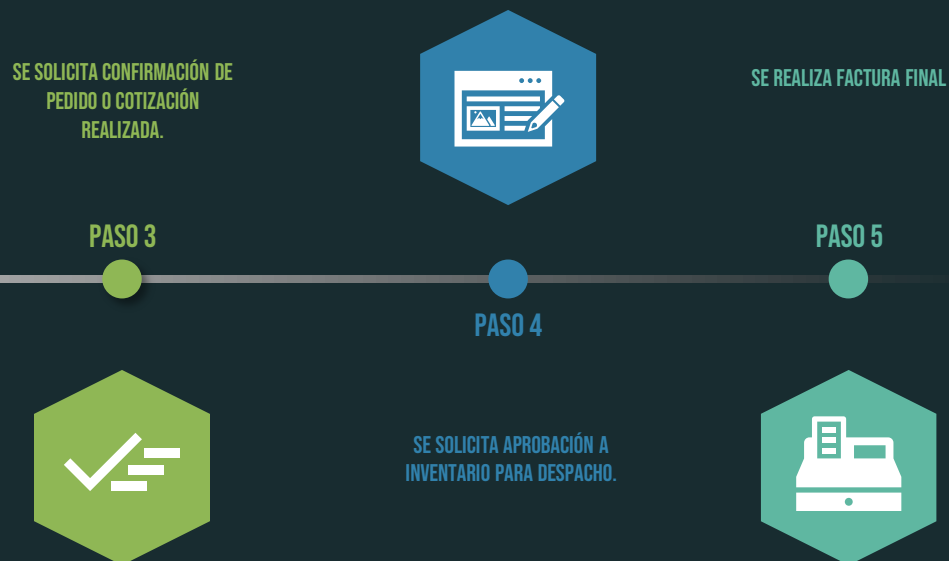 SE SOLICITA CONFIRMACIÓN DE
PEDIDO O COTIZACIÓN
REALIZADA.
PASO 3
PASO 4
SE SOLICITA APROBACIÓN A
INVENTARIO PARA DESPACHO.
SE REALIZA FACTURA FINAL
PASO 5